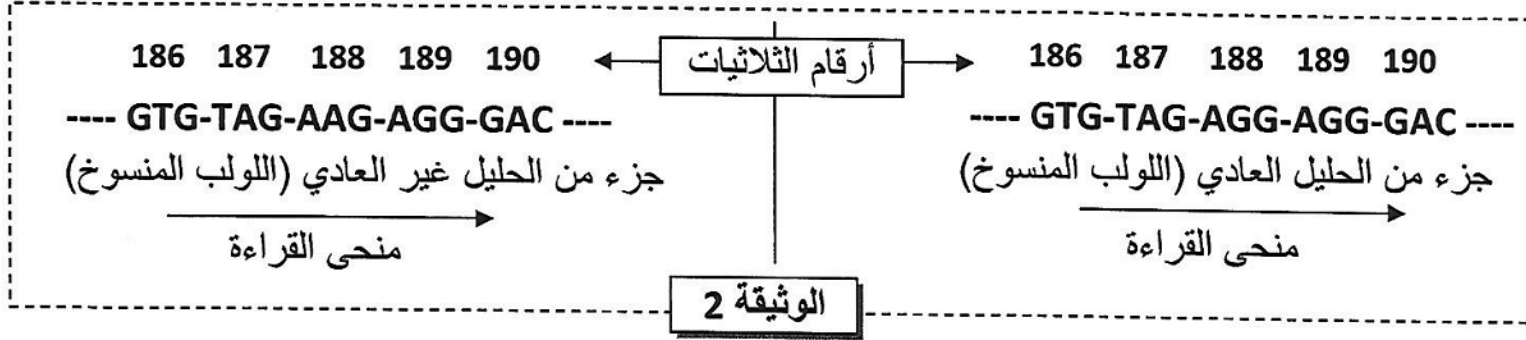 أرقام الثلاثيات
186 187 188 189 190
---- GTG-TAG-AGG-AGG-GAC ----
جزء من الحليل العادي (اللولب المنسوخ)
منحى القراءة
186 187 188 189 190
---- GTG-TAG-AAG-AGG-GAC ----
جزء من الحليل غير العادي (اللولب المنسوخ)
منحى القراءة
الوثيقة 2